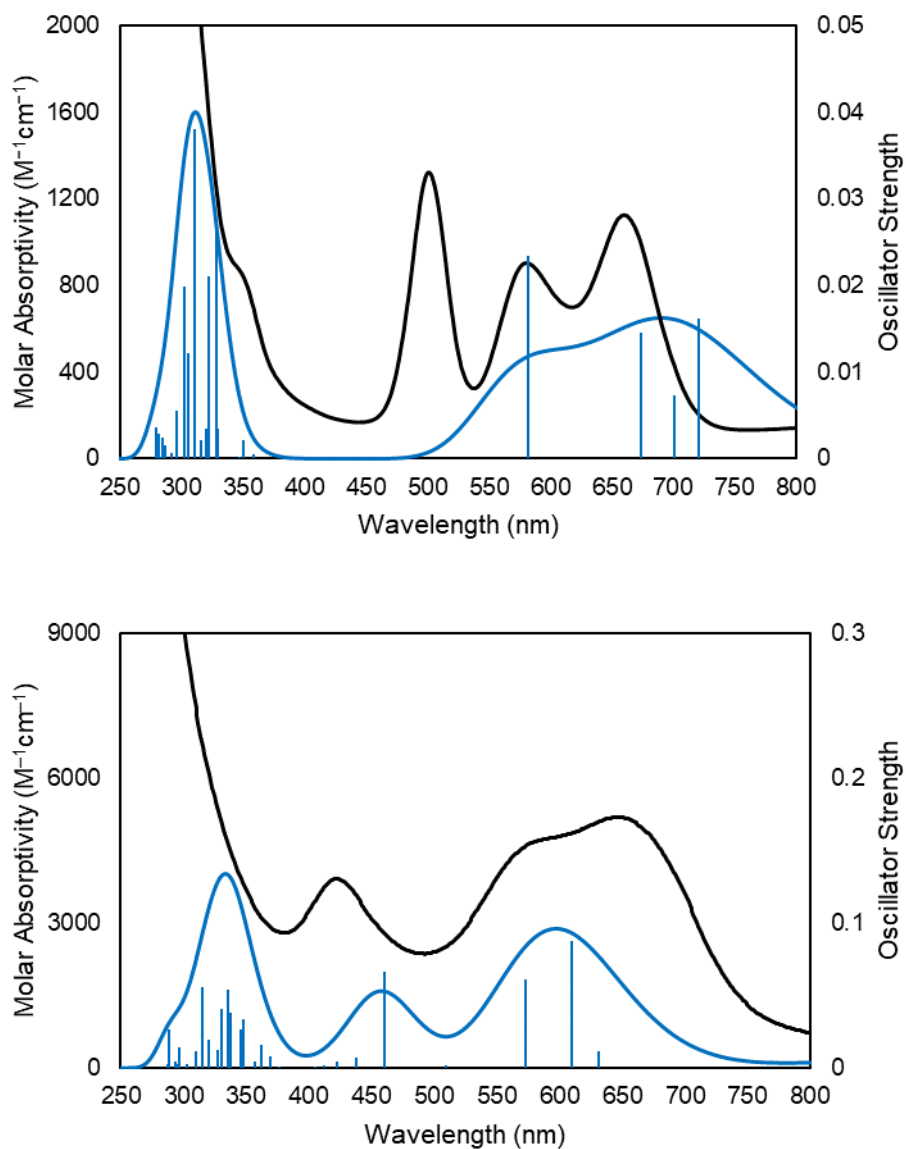 2000
1600
1200
800
400
0
Molar Absorptivity (M⁻¹cm⁻¹)
0.05
0.04
0.03
0.02
0.01
0
Oscillator Strength
250 300 350 400 450 500 550 600 650 700 750 800
Wavelength (nm)
9000
6000
3000
0
Molar Absorptivity (M⁻¹cm⁻¹)
0.3
0.2
0.1
0
Oscillator Strength
250 300 350 400 450 500 550 600 650 700 750 800
Wavelength (nm)